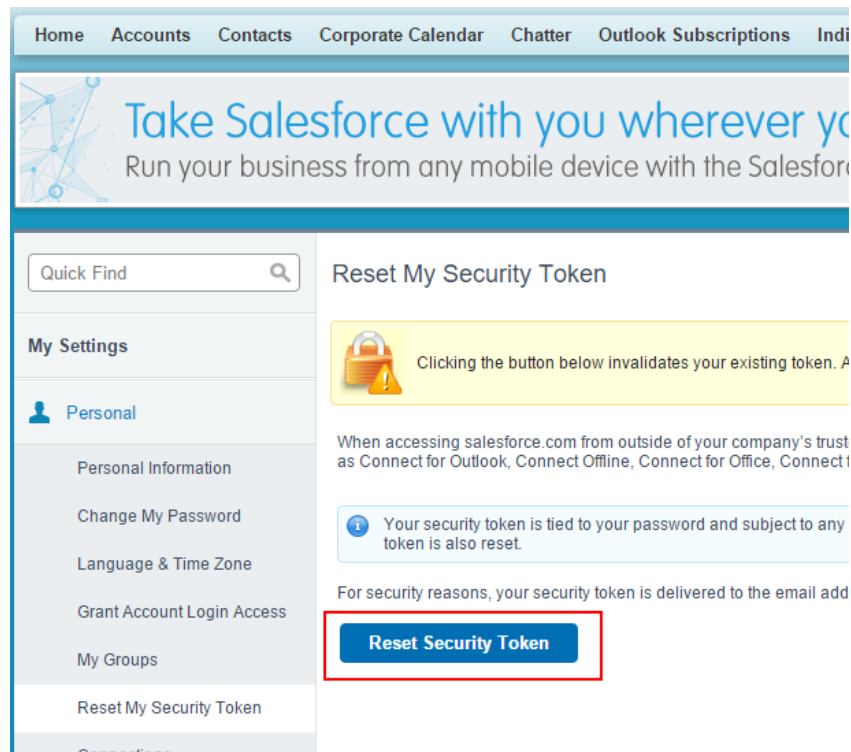 Home Accounts Contacts Corporate Calendar Chatter Outlook Subscriptions
Take Salesforce with you wherever
Run your business from any mobile device with the
Quick Find
Reset My Security Token
My Settings
Clicking the button below invalidates your existing token.
Personal
When accessing salesforce.com from outside of your company's
as Connect for Outlook, Connect Offline, Connect for Office, Connect
Personal Information
Change My Password
Your security token is tied to your password and subject to any
token is also reset.
Language & Time Zone
For security reasons, your security token is delivered to the email
Grant Account Login Access
Reset Security Token
My Groups
Reset My Security Token